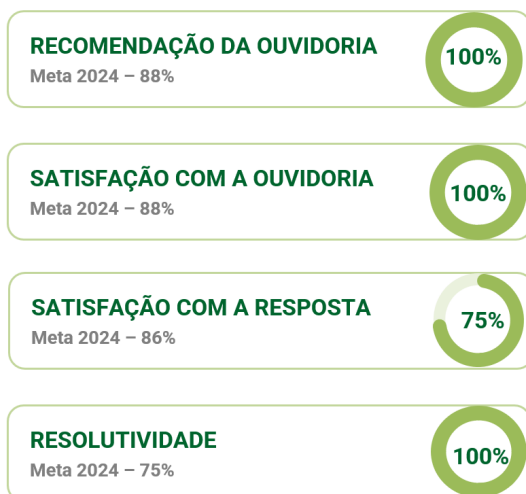 RECOMENDAÇÃO DA OUVIDORIA
Meta 2024 – 88%
100%
SATISFAÇÃO COM A OUVIDORIA
Meta 2024 – 88%
100%
SATISFAÇÃO COM A RESPOSTA
Meta 2024 – 86%
75%
RESOLUTIVIDADE
Meta 2024 – 75%
100%